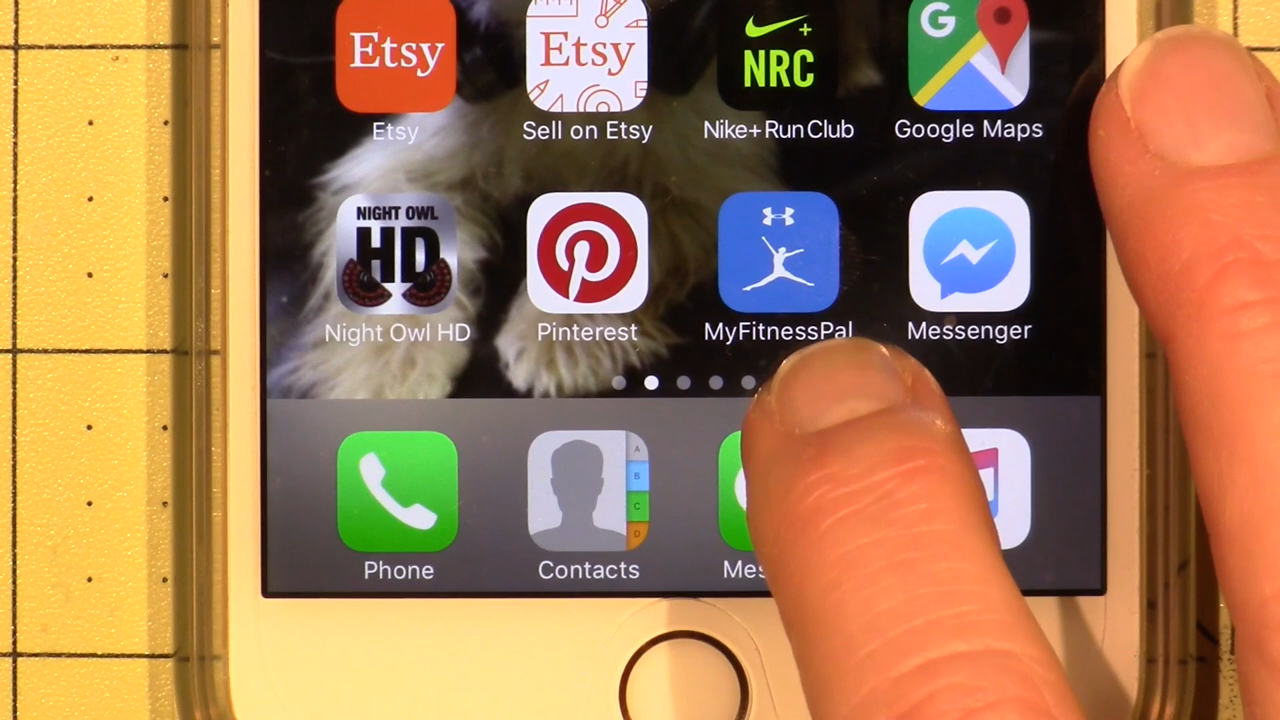 Etsy
Etsy
NRC
G
Etsy
Sell on Etsy
Nike+ Run Club
Google Maps
NIGHT OWL
HD
Night Owl HD
Pinterest
MyFitnessPal
Messenger
A
B
C
D
Phone
Contacts
Mes